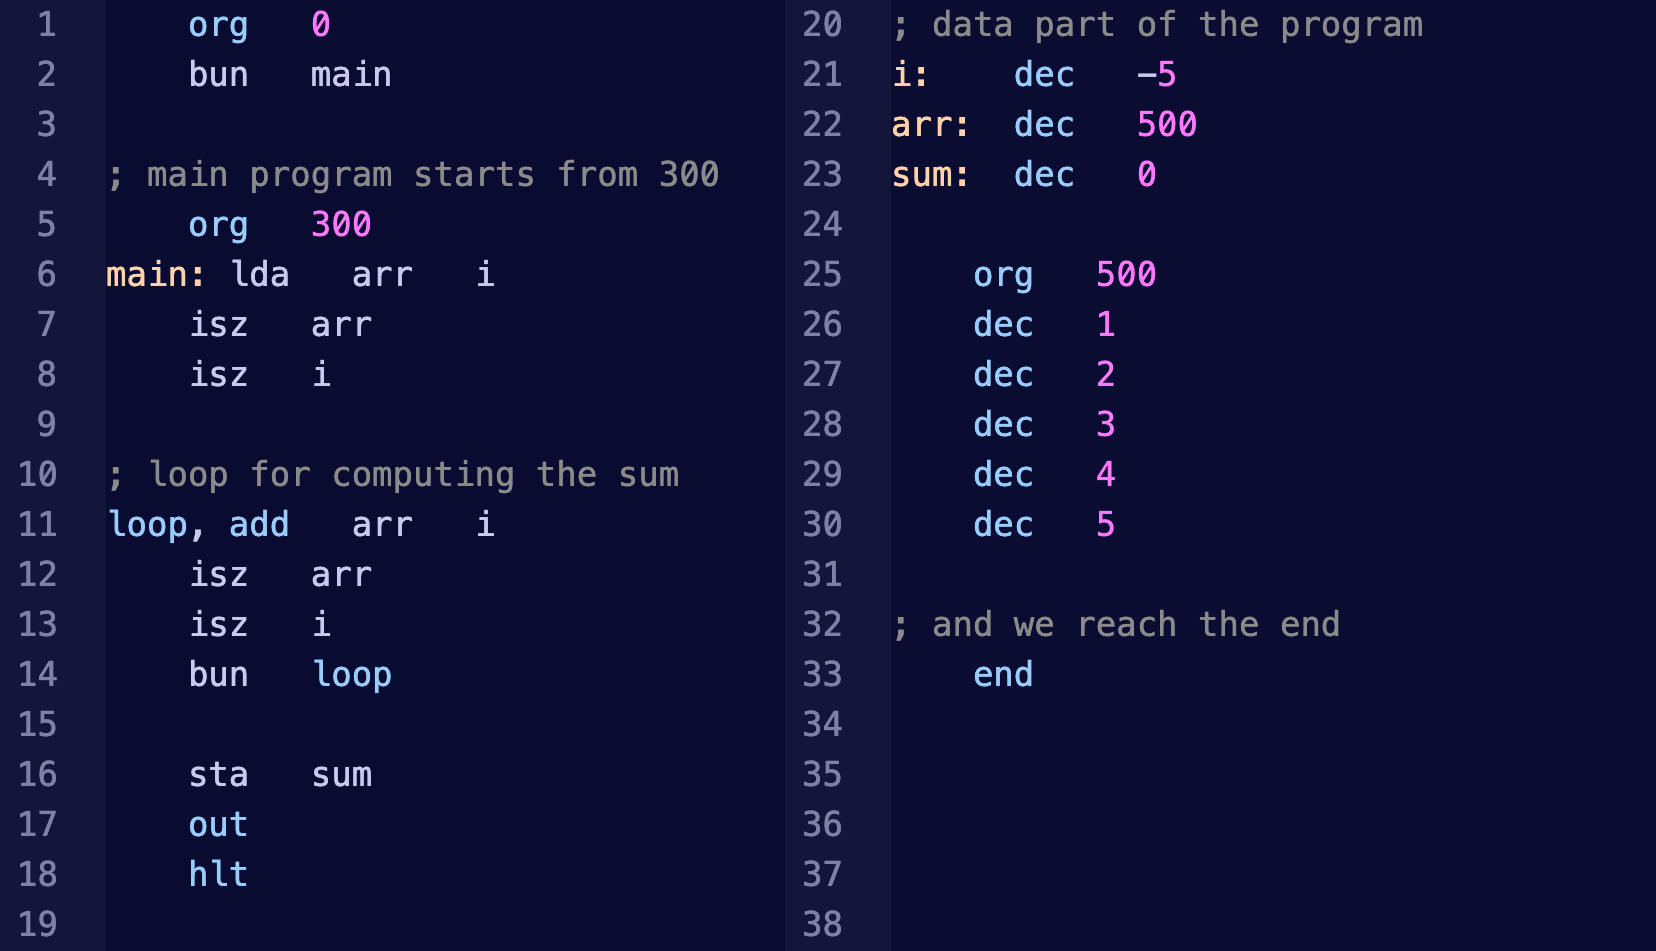 1 org 0
2 bun main
3
4 ; main program starts from 300
5 org 300
6 main: lda arr i
7 isz arr
8 isz i
9
10 ; loop for computing the sum
11 loop, add arr i
12 isz arr
13 isz i
14 bun loop
15
16 sta sum
17 out
18 hlt
19
20 ; data part of the program
21 i: dec -5
22 arr: dec 500
23 sum: dec 0
24
25 org 500
26 dec 1
27 dec 2
28 dec 3
29 dec 4
30 dec 5
31
32 ; and we reach the end
33 end
34
35
36
37
38